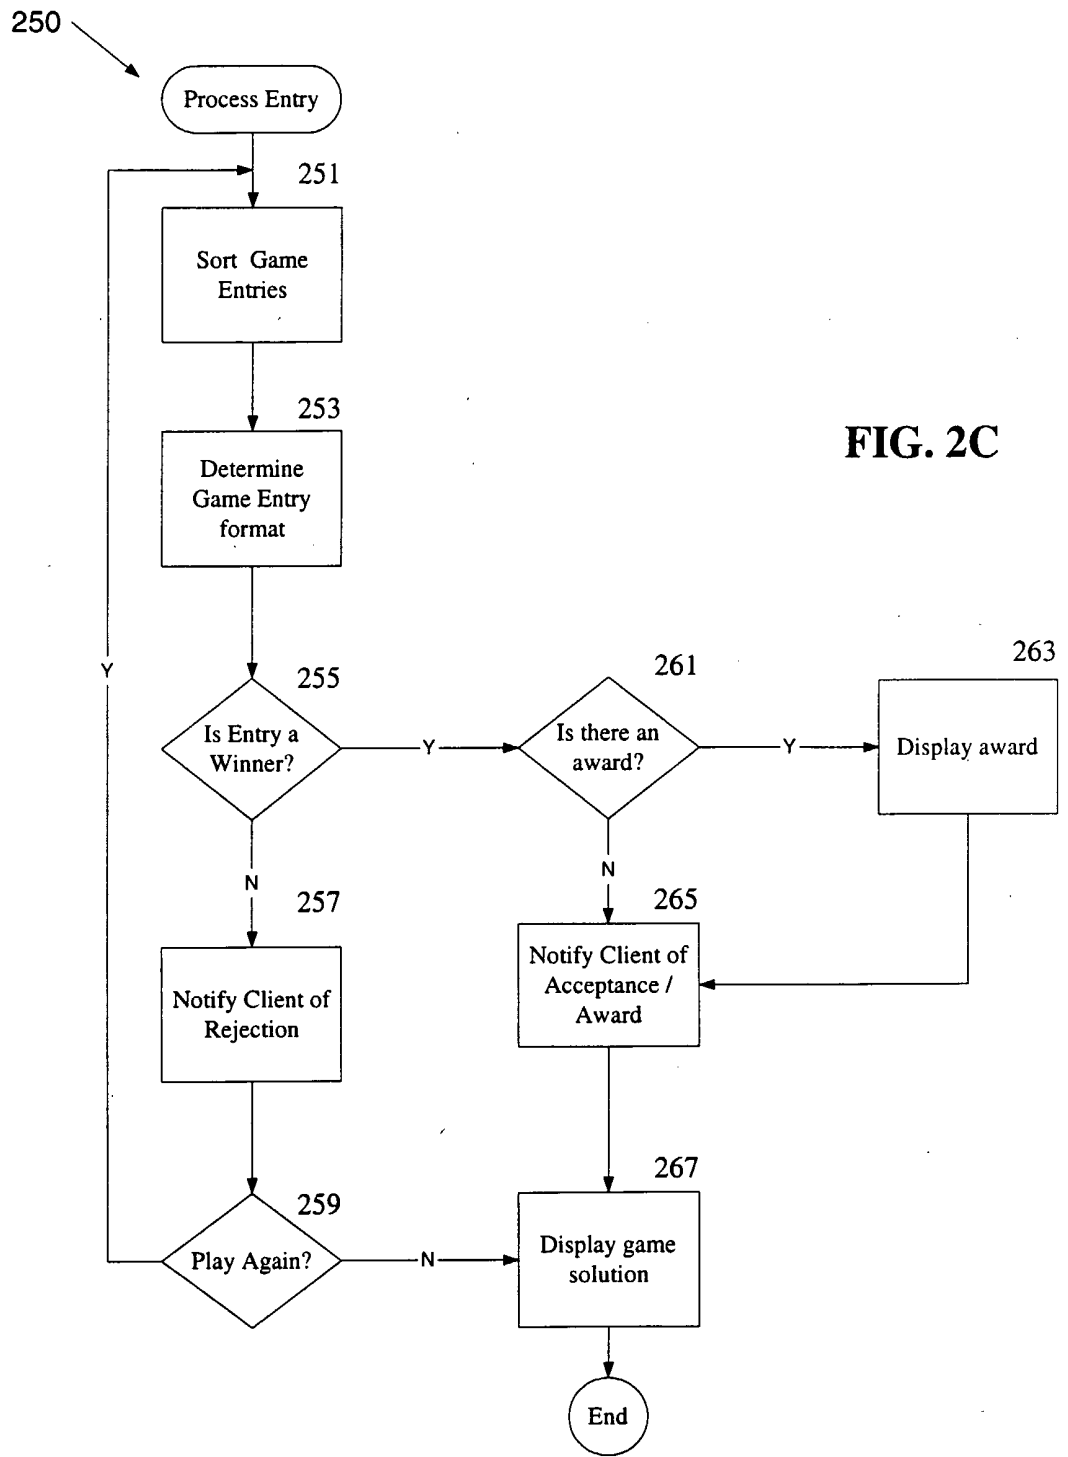 250
Process Entry
251
Sort Game
Entries
253
Determine
Game Entry
format
FIG. 2C
Y
255
Is Entry a
Winner?
Y
261
Is there an
award?
Y
263
Display award
N
257
Notify Client of
Rejection
N
265
Notify Client of
Acceptance /
Award
259
Play Again?
N
267
Display game
solution
End